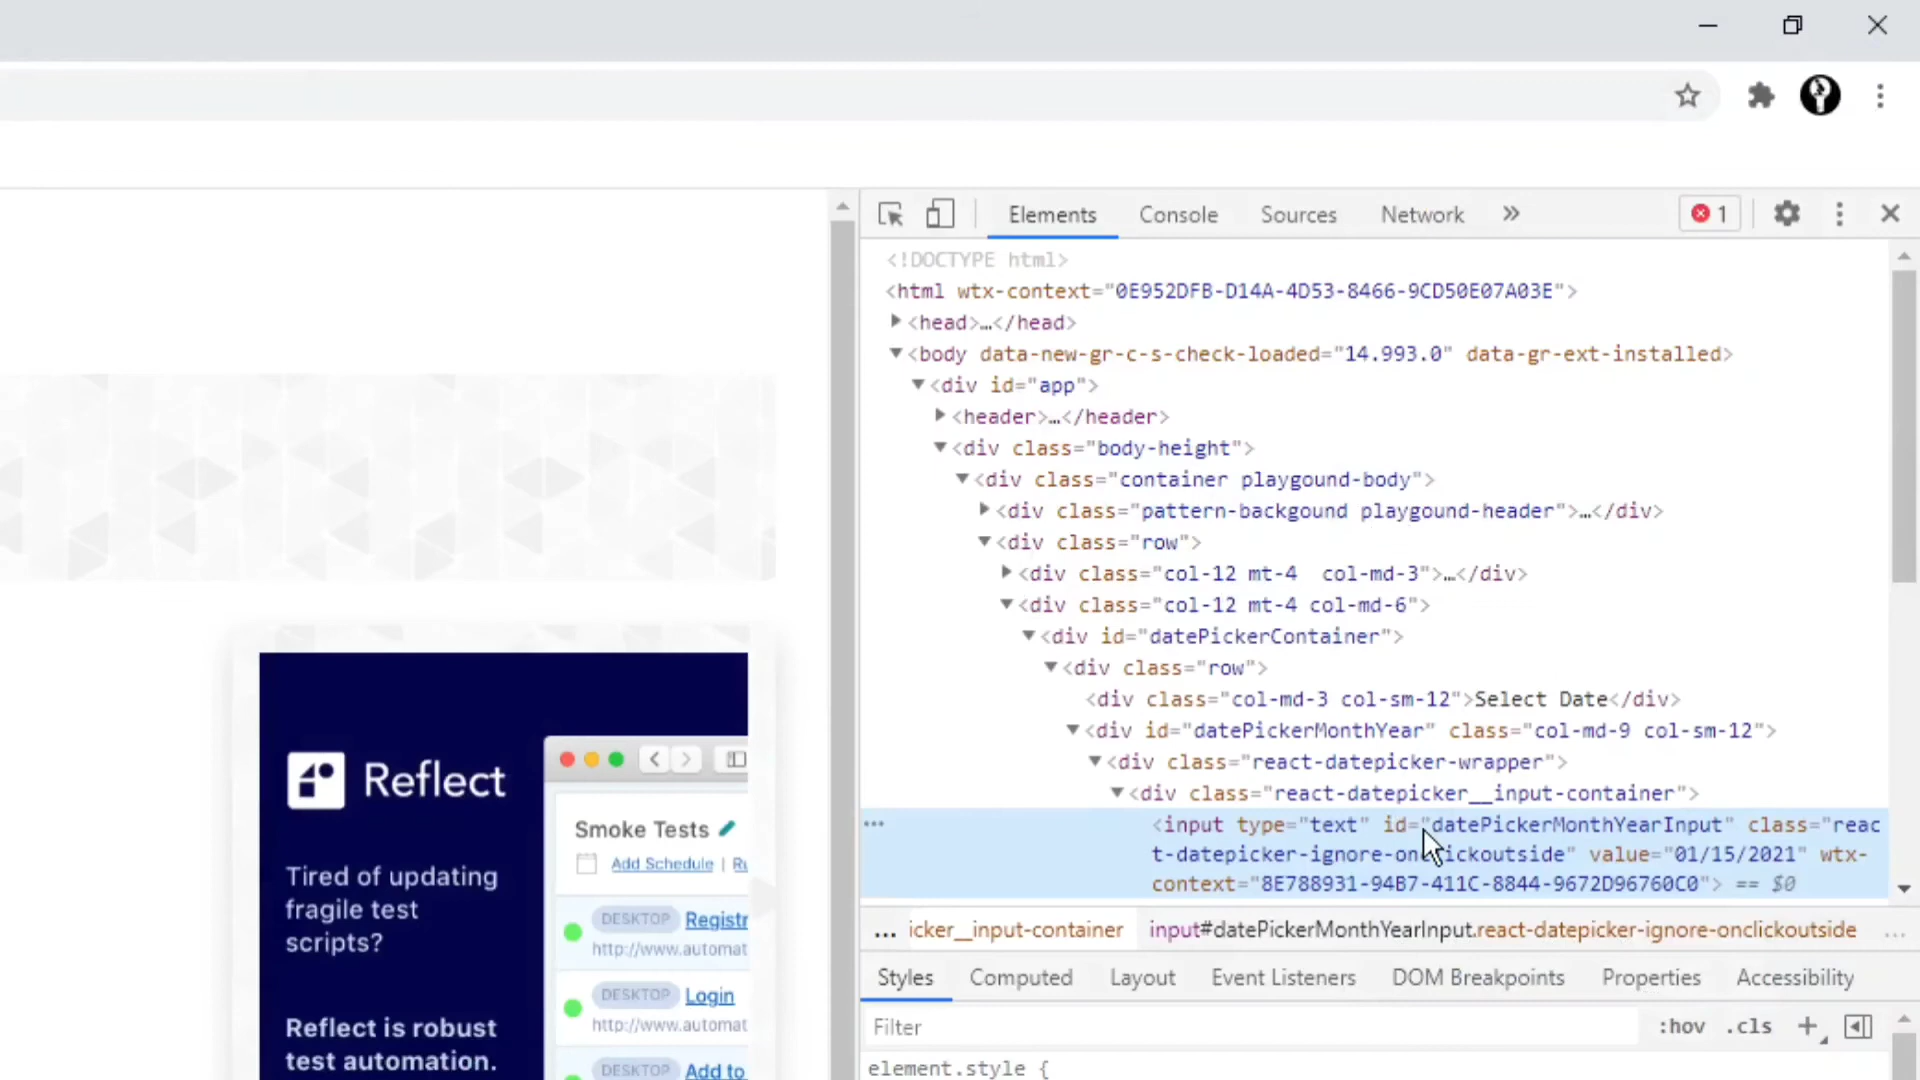 Elements Console Sources Network » 1
<!DOCTYPE html>
<html wtx-context="0E952DFB-D14A-4D53-8466-9CD50E07A03E">
<head>…</head>
<body data-new-gr-c-s-check-loaded="14.993.0" data-gr-ext-installed>
<div id="app">
<header>…</header>
<div class="body-height">
<div class="container playgound-body">
<div class="pattern-backgound playgound-header">…</div>
<div class="row">
<div class="col-12 mt-4  col-md-3">…</div>
<div class="col-12 mt-4 col-md-6">
<div id="datePickerContainer">
<div class="row">
<div class="col-md-3 col-sm-12">Select Date</div>
<div id="datePickerMonthYear" class="col-md-9 col-sm-12">
<div class="react-datepicker-wrapper">
<div class="react-datepicker__input-container">
… <input type="text" id="datePickerMonthYearInput" class="reac
t-datepicker-ignore-onclickoutside" value="01/15/2021" wtx-
context="8E788931-94B7-411C-8844-9672D96760C0"> == $0
… icker__input-container input#datePickerMonthYearInput.react-datepicker-ignore-onclickoutside …
Styles Computed Layout Event Listeners DOM Breakpoints Properties Accessibility
Filter :hov .cls +
element.style {
Reflect
Tired of updating
fragile test
scripts?
Reflect is robust
test automation.
Smoke Tests
Add Schedule | Ru
DESKTOP Registr
http://www.automat
DESKTOP Login
http://www.automat
DESKTOP Add to